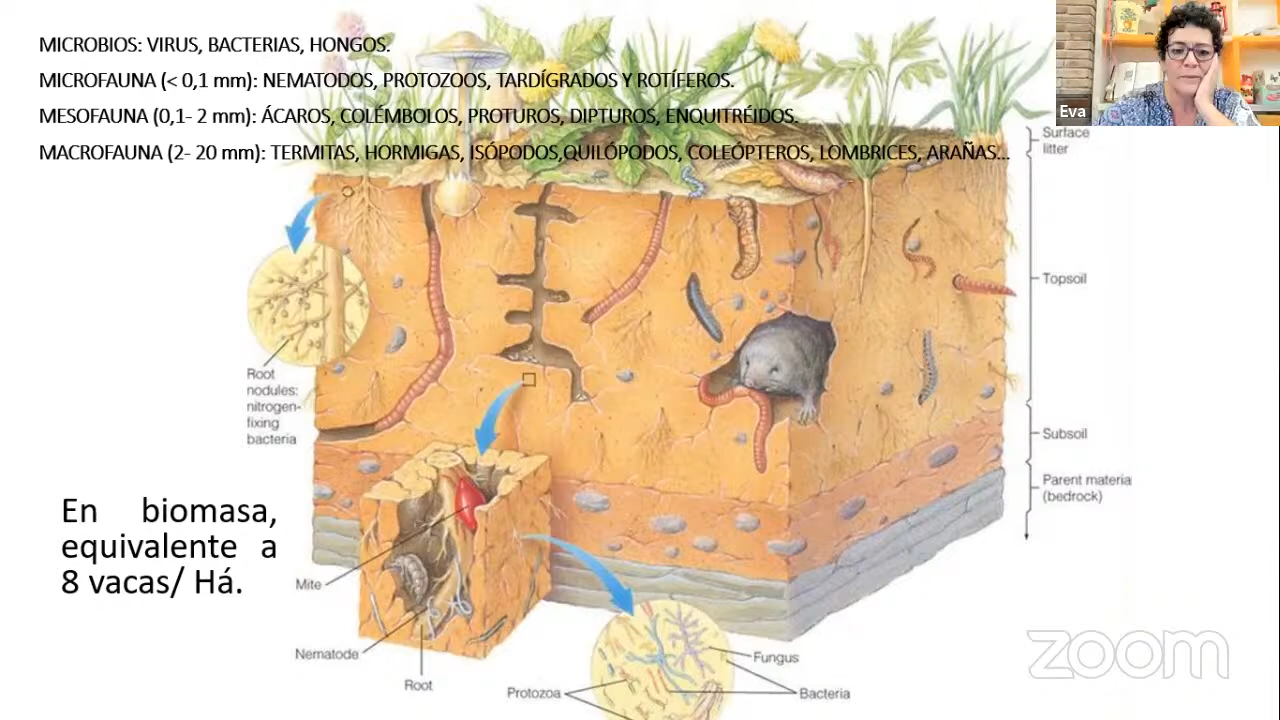 MICROBIOS: VIRUS, BACTERIAS, HONGOS.
MICROFAUNA (< 0,1 mm): NEMATODOS, PROTOZOOS, TARDÍGRADOS Y ROTÍFEROS.
MESOFAUNA (0,1- 2 mm): ÁCAROS, COLÉMBOLOS, PROTUROS, DIPTUROS, ENQUITRÉIDOS.
MACROFAUNA (2- 20 mm): TERMITAS, HORMIGAS, ISÓPODOS,QUILÓPODOS, COLEÓPTEROS, LOMBRICES, ARAÑAS...
Eva
Surface
litter
Topsoil
Root
nodules:
nitrogen-
fixing
bacteria
Subsoil
Parent materia
(bedrock)
En biomasa,
equivalente a
8 vacas/ Há.
Mite
Nematode
Root
Protozoa
Fungus
Bacteria
zoom